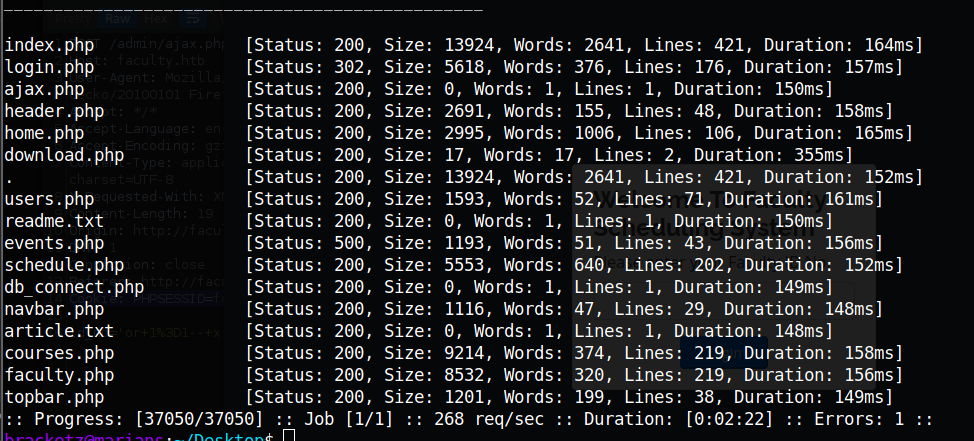 index.php [Status: 200, Size: 13924, Words: 2641, Lines: 421, Duration: 164ms]
login.php [Status: 302, Size: 5618, Words: 376, Lines: 176, Duration: 157ms]
ajax.php [Status: 200, Size: 0, Words: 1, Lines: 1, Duration: 150ms]
header.php [Status: 200, Size: 2691, Words: 155, Lines: 48, Duration: 158ms]
home.php [Status: 200, Size: 2995, Words: 1006, Lines: 106, Duration: 165ms]
download.php [Status: 200, Size: 17, Words: 17, Lines: 2, Duration: 355ms]
. [Status: 200, Size: 13924, Words: 2641, Lines: 421, Duration: 152ms]
users.php [Status: 200, Size: 1593, Words: 52, Lines: 71, Duration: 161ms]
readme.txt [Status: 200, Size: 0, Words: 1, Lines: 1, Duration: 150ms]
events.php [Status: 500, Size: 1193, Words: 51, Lines: 43, Duration: 156ms]
schedule.php [Status: 200, Size: 5553, Words: 640, Lines: 202, Duration: 152ms]
db_connect.php [Status: 200, Size: 0, Words: 1, Lines: 1, Duration: 149ms]
navbar.php [Status: 200, Size: 1116, Words: 47, Lines: 29, Duration: 148ms]
article.txt [Status: 200, Size: 0, Words: 1, Lines: 1, Duration: 148ms]
courses.php [Status: 200, Size: 9214, Words: 374, Lines: 219, Duration: 158ms]
faculty.php [Status: 200, Size: 8532, Words: 320, Lines: 219, Duration: 156ms]
topbar.php [Status: 200, Size: 1201, Words: 199, Lines: 38, Duration: 149ms]
:: Progress: [37050/37050] :: Job [1/1] :: 268 req/sec :: Duration: [0:02:22] :: Errors: 1 ::
bracketz@marians:~/Desktop$